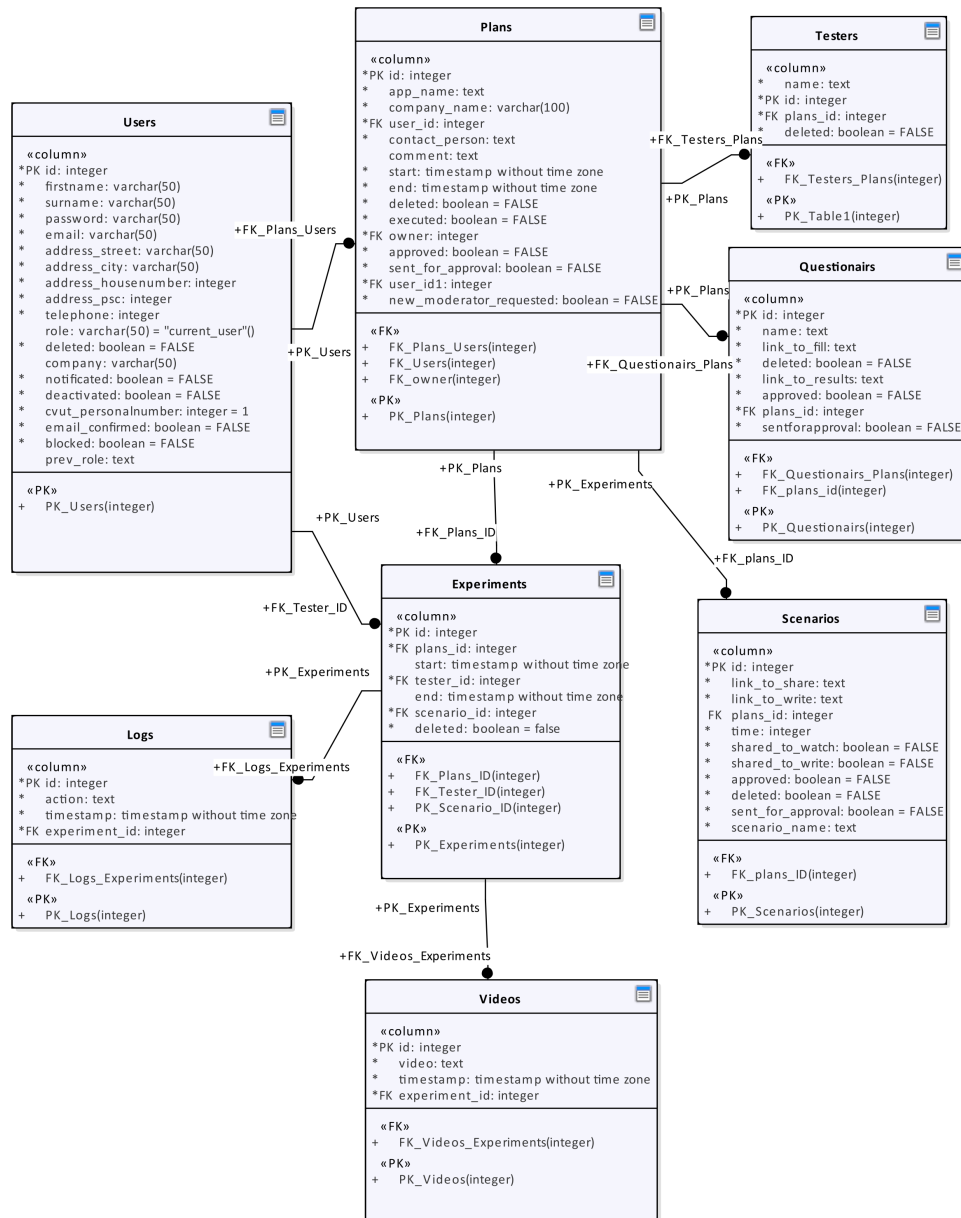 Plans
«column»
*PK id: integer
* app_name: text
* company_name: varchar(100)
*FK user_id: integer
* contact_person: text
comment: text
* start: timestamp without time zone
* end: timestamp without time zone
* deleted: boolean = FALSE
* executed: boolean = FALSE
*FK owner: integer
* approved: boolean = FALSE
* sent_for_approval: boolean = FALSE
*FK user_id1: integer
* new_moderator_requested: boolean = FALSE
«FK»
+ FK_Plans_Users(integer)
+ FK_Users(integer)
+ FK_owner(integer)
«PK»
+ PK_Plans(integer)
Testers
«column»
* name: text
*PK id: integer
*FK plans_id: integer
* deleted: boolean = FALSE
«FK»
+ FK_Testers_Plans(integer)
«PK»
+ PK_Table1(integer)
+FK_Testers_Plans
+PK_Plans
Users
«column»
*PK id: integer
* firstname: varchar(50)
* surname: varchar(50)
* password: varchar(50)
* email: varchar(50)
* address_street: varchar(50)
* address_city: varchar(50)
* address_housenumber: integer
* address_psc: integer
* telephone: integer
role: varchar(50) = "current_user"()
* deleted: boolean = FALSE
company: varchar(50)
* notificated: boolean = FALSE
* deactivated: boolean = FALSE
* cvut_personalnumber: integer = 1
* email_confirmed: boolean = FALSE
* blocked: boolean = FALSE
prev_role: text
«PK»
+ PK_Users(integer)
+FK_Plans_Users
+PK_Users
Questionairs
«column»
*PK id: integer
* name: text
* link_to_fill: text
* deleted: boolean = FALSE
* link_to_results: text
* approved: boolean = FALSE
*FK plans_id: integer
* sentforapproval: boolean = FALSE
«FK»
+ FK_Questionairs_Plans(integer)
+ FK_plans_id(integer)
«PK»
+ PK_Questionairs(integer)
+PK_Plans
+FK_Questionairs_Plans
+PK_Plans
+FK_Plans_ID
+PK_Experiments
+FK_plans_ID
+PK_Users
+FK_Tester_ID
Experiments
«column»
*PK id: integer
*FK plans_id: integer
start: timestamp without time zone
*FK tester_id: integer
end: timestamp without time zone
*FK scenario_id: integer
* deleted: boolean = false
«FK»
+ FK_Plans_ID(integer)
+ FK_Tester_ID(integer)
+ PK_Scenario_ID(integer)
«PK»
+ PK_Experiments(integer)
Scenarios
«column»
*PK id: integer
* link_to_share: text
* link_to_write: text
FK plans_id: integer
* time: integer
* shared_to_watch: boolean = FALSE
* shared_to_write: boolean = FALSE
* approved: boolean = FALSE
* deleted: boolean = FALSE
* sent_for_approval: boolean = FALSE
* scenario_name: text
«FK»
+ FK_plans_ID(integer)
«PK»
+ PK_Scenarios(integer)
+PK_Experiments
+FK_Logs_Experiments
Logs
«column»
*PK id: integer
* action: text
* timestamp: timestamp without time zone
*FK experiment_id: integer
«FK»
+ FK_Logs_Experiments(integer)
«PK»
+ PK_Logs(integer)
+PK_Experiments
+FK_Videos_Experiments
Videos
«column»
*PK id: integer
* video: text
* timestamp: timestamp without time zone
*FK experiment_id: integer
«FK»
+ FK_Videos_Experiments(integer)
«PK»
+ PK_Videos(integer)